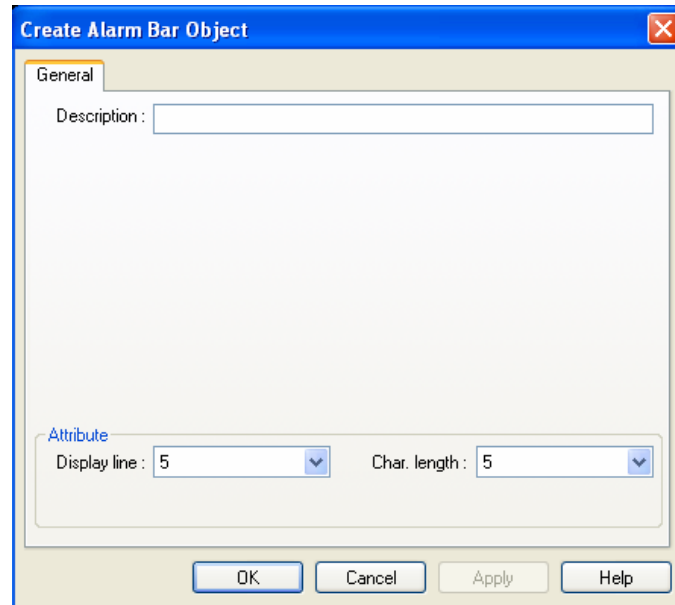 Create Alarm Bar Object
General
Description :
Attribute
Display line : 5 Char. length : 5
OK Cancel Apply Help